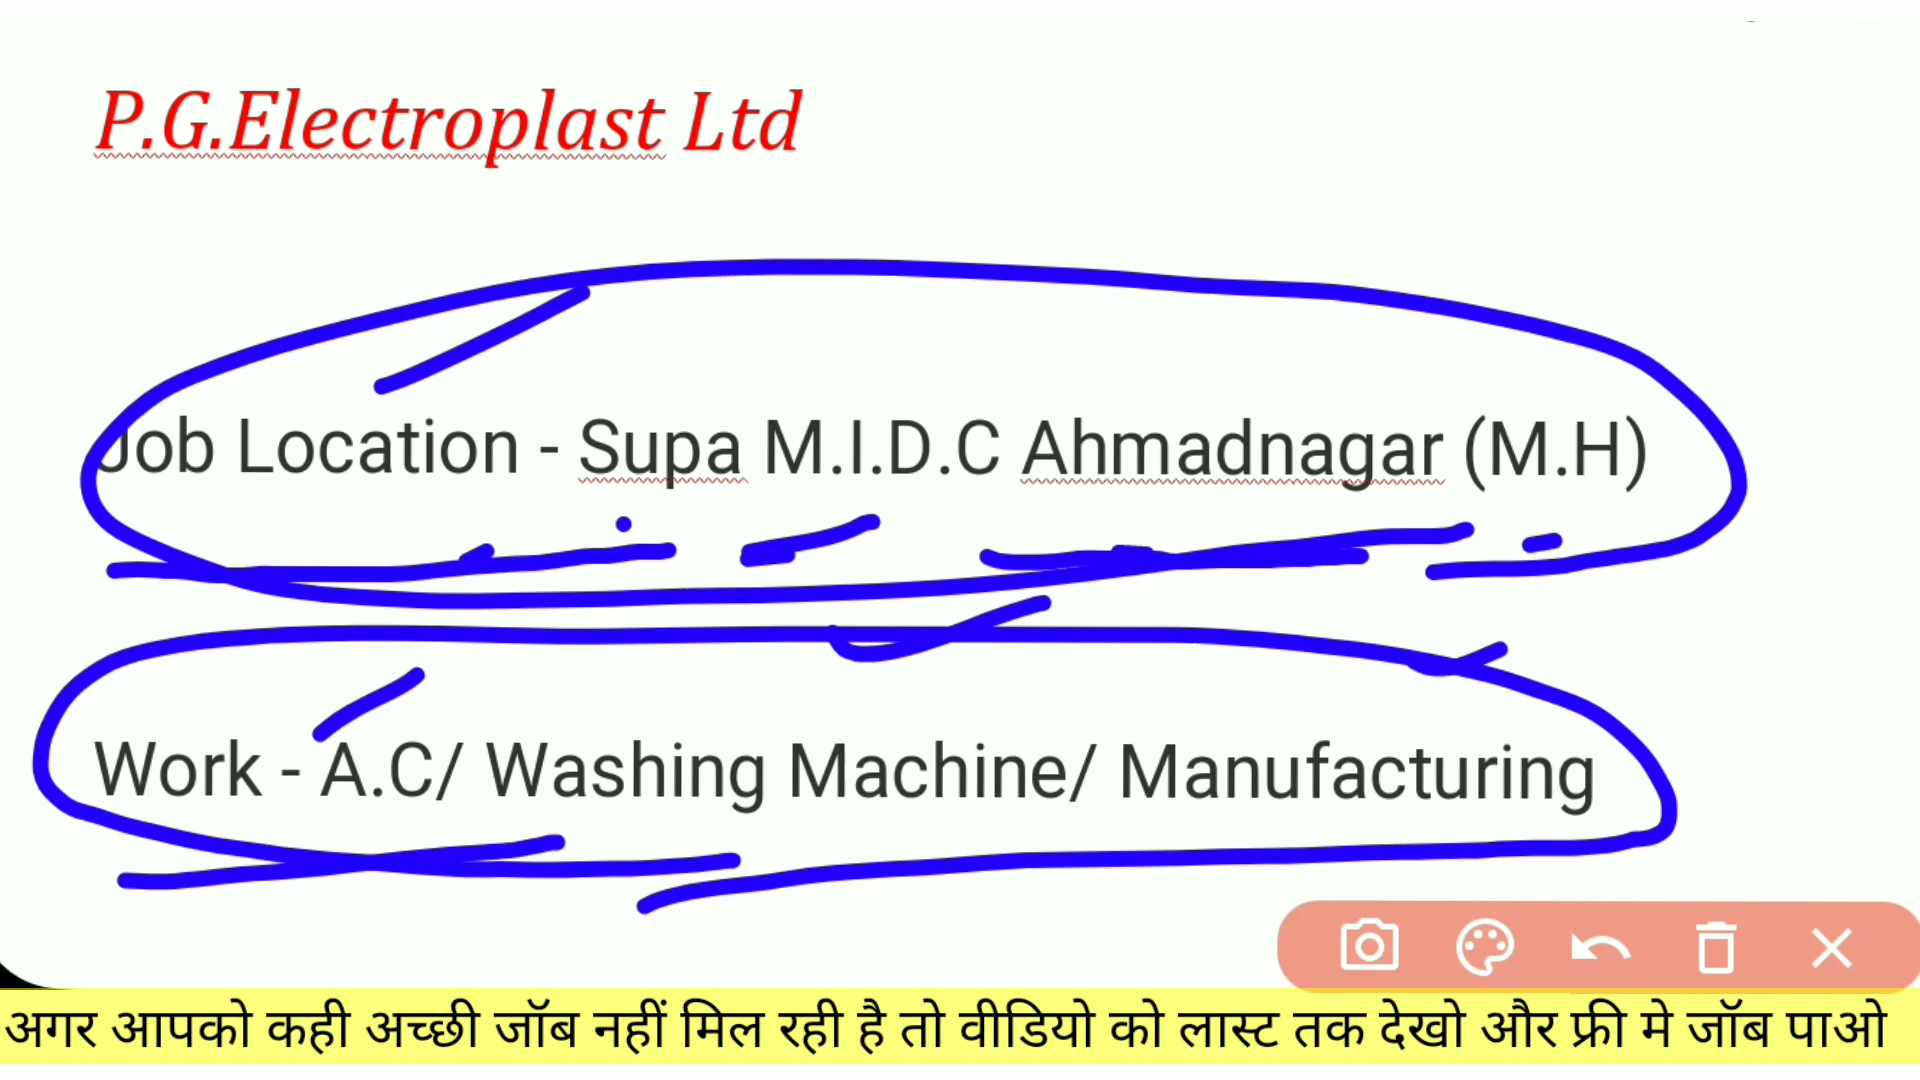 P.G.Electroplast Ltd
Job Location - Supa M.I.D.C Ahmadnagar (M.H)
Work - A.C/ Washing Machine/ Manufacturing
अगर आपको कही अच्छी जॉब नहीं मिल रही है तो वीडियो को लास्ट तक देखो और फ्री मे जॉब पाओ